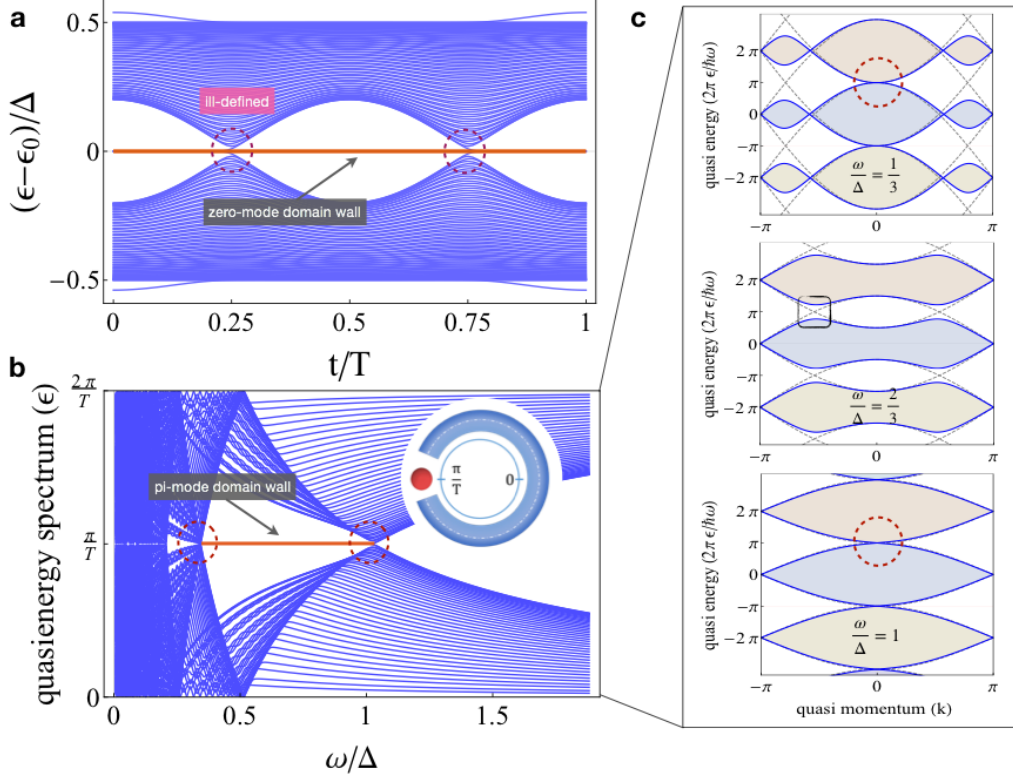 a
0.5
0
−0.5
(ϵ−ϵ₀)/Δ
ill-defined
zero-mode domain wall
0
0.25
0.5
0.75
1
t/T
b
2π/T
π/T
0
quasienergy spectrum (ϵ)
pi-mode domain wall
π/T
0
0
0.5
1
1.5
ω/Δ
c
quasi energy (2π ϵ/ℏω)
2π
π
0
−π
−2π
ω/Δ = 1/3
−π
0
π
quasi energy (2π ϵ/ℏω)
2π
π
0
−π
−2π
ω/Δ = 2/3
−π
0
π
quasi energy (2π ϵ/ℏω)
2π
π
0
−π
−2π
ω/Δ = 1
−π
0
π
quasi momentum (k)